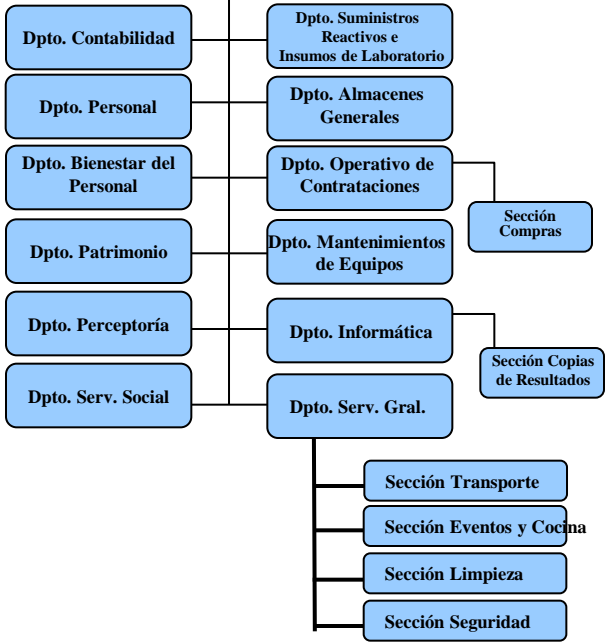 Dpto. Contabilidad
Dpto. Suministros
Reactivos e
Insumos de Laboratorio
Dpto. Personal
Dpto. Almacenes
Generales
Dpto. Bienestar del
Personal
Dpto. Operativo de
Contrataciones
Sección
Compras
Dpto. Patrimonio
Dpto. Mantenimientos
de Equipos
Dpto. Perceptoría
Dpto. Informática
Sección Copias
de Resultados
Dpto. Serv. Social
Dpto. Serv. Gral.
Sección Transporte
Sección Eventos y Cocina
Sección Limpieza
Sección Seguridad